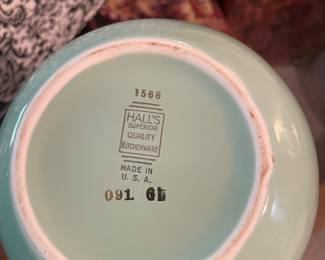 1566
HALL'S
SUPERIOR
QUALITY
KITCHENWARE
MADE IN
U. S. A.
091 GL